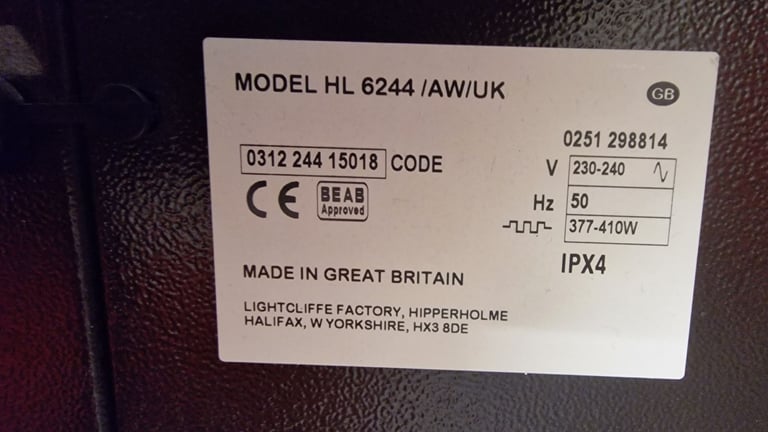 MODEL HL 6244 /AW/UK
GB
0251 298814
0312 244 15018 CODE
V 230-240
CE BEAB
Approved
Hz 50
377-410W
IPX4
MADE IN GREAT BRITAIN
LIGHTCLIFFE FACTORY, HIPPERHOLME
HALIFAX, W YORKSHIRE, HX3 8DE